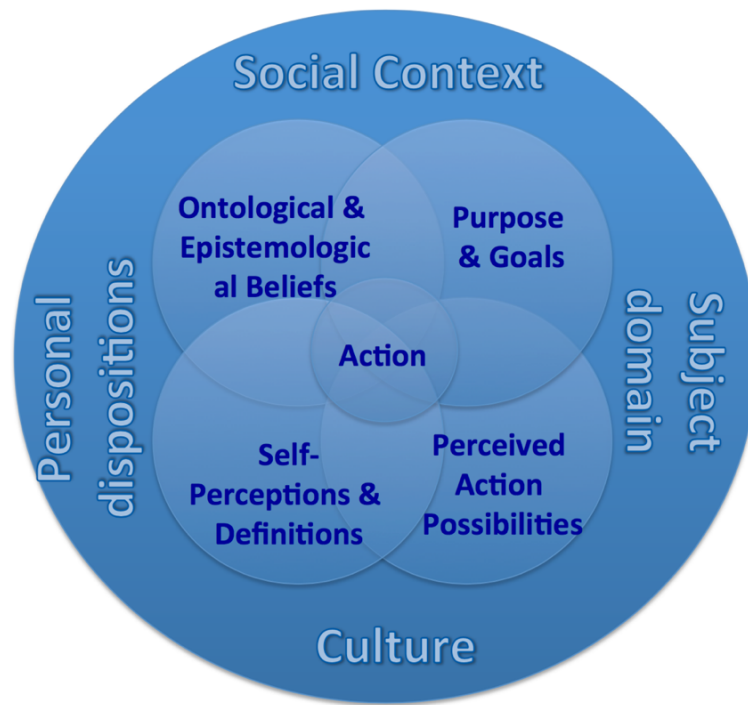 Social Context
Ontological &
Epistemologic
al Beliefs
Purpose
& Goals
Personal
dispositions
Action
Subject
domain
Self-
Perceptions &
Definitions
Perceived
Action
Possibilities
Culture